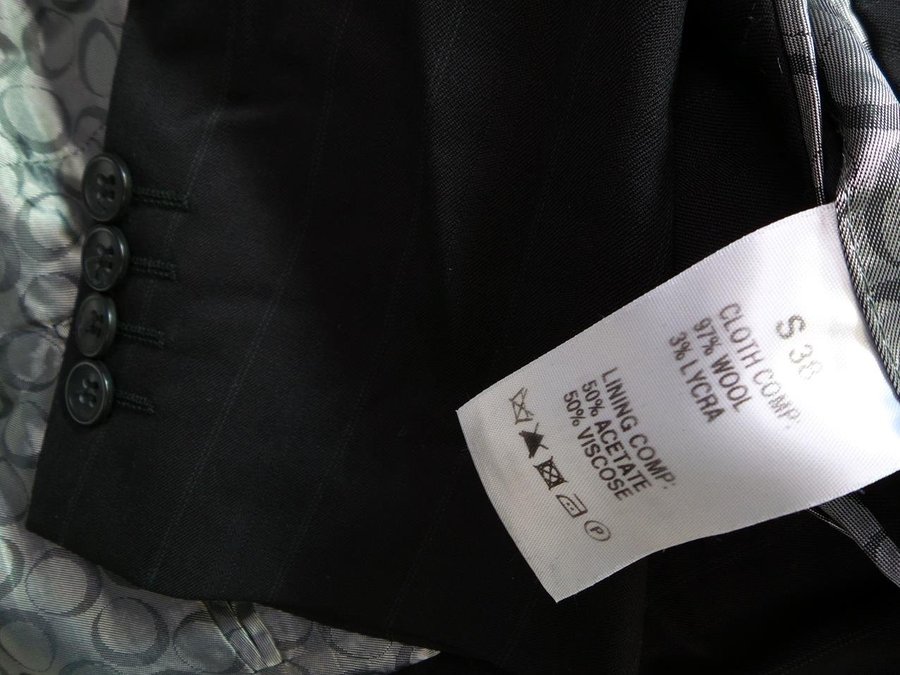 S 38
CLOTH COMP:
97% WOOL
3% LYCRA
LINING COMP:
50% ACETATE
50% VISCOSE
P